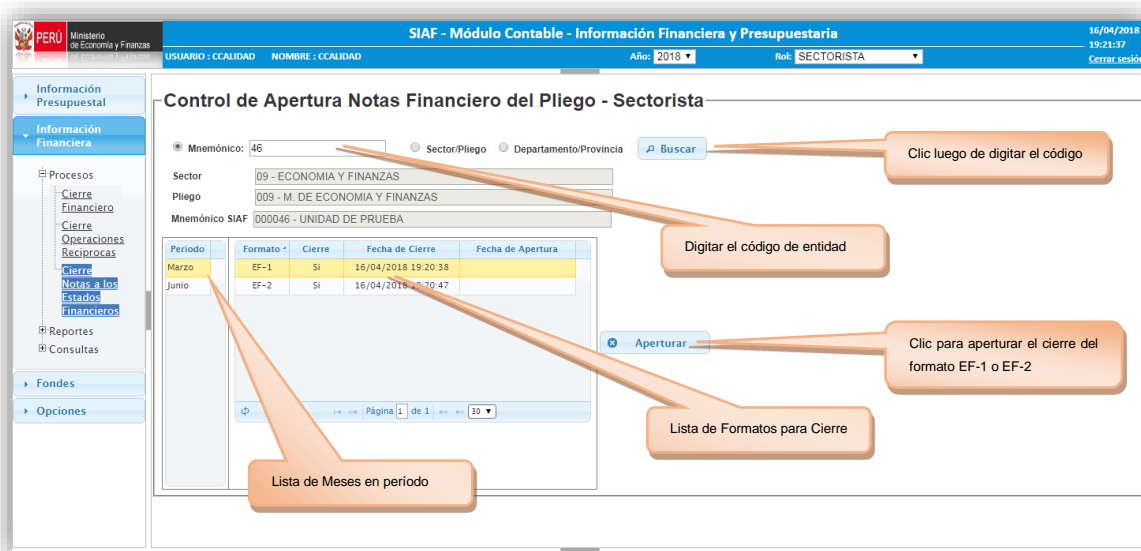 PERÚ Ministerio de Economía y Finanzas
SIAF - Módulo Contable - Información Financiera y Presupuestaria
16/04/2018
19:21:37
USUARIO : CCALIDAD NOMBRE : CCALIDAD Año: 2018 Rol: SECTORISTA Cerrar sesión
Información
Presupuestal
Información
Financiera
Procesos
Cierre
Financiero
Cierre
Operaciones
Reciprocas
Cierre
Notas a los
Estados
Financieros
Reportes
Consultas
Fondes
Opciones
Control de Apertura Notas Financiero del Pliego - Sectorista
Mnemónico: 46 Sector/Pliego Departamento/Provincia Buscar
Sector 09 - ECONOMIA Y FINANZAS
Pliego 009 - M. DE ECONOMIA Y FINANZAS
Mnemónico SIAF 000046 - UNIDAD DE PRUEBA
Periodo Formato Cierre Fecha de Cierre Fecha de Apertura
Marzo EF-1 Si 16/04/2018 19:20:38
Junio EF-2 Si 16/04/2018 19:20:47
Aperturar
Página 1 de 1 30
Clic luego de digitar el código
Digitar el código de entidad
Clic para aperturar el cierre del
formato EF-1 o EF-2
Lista de Formatos para Cierre
Lista de Meses en período